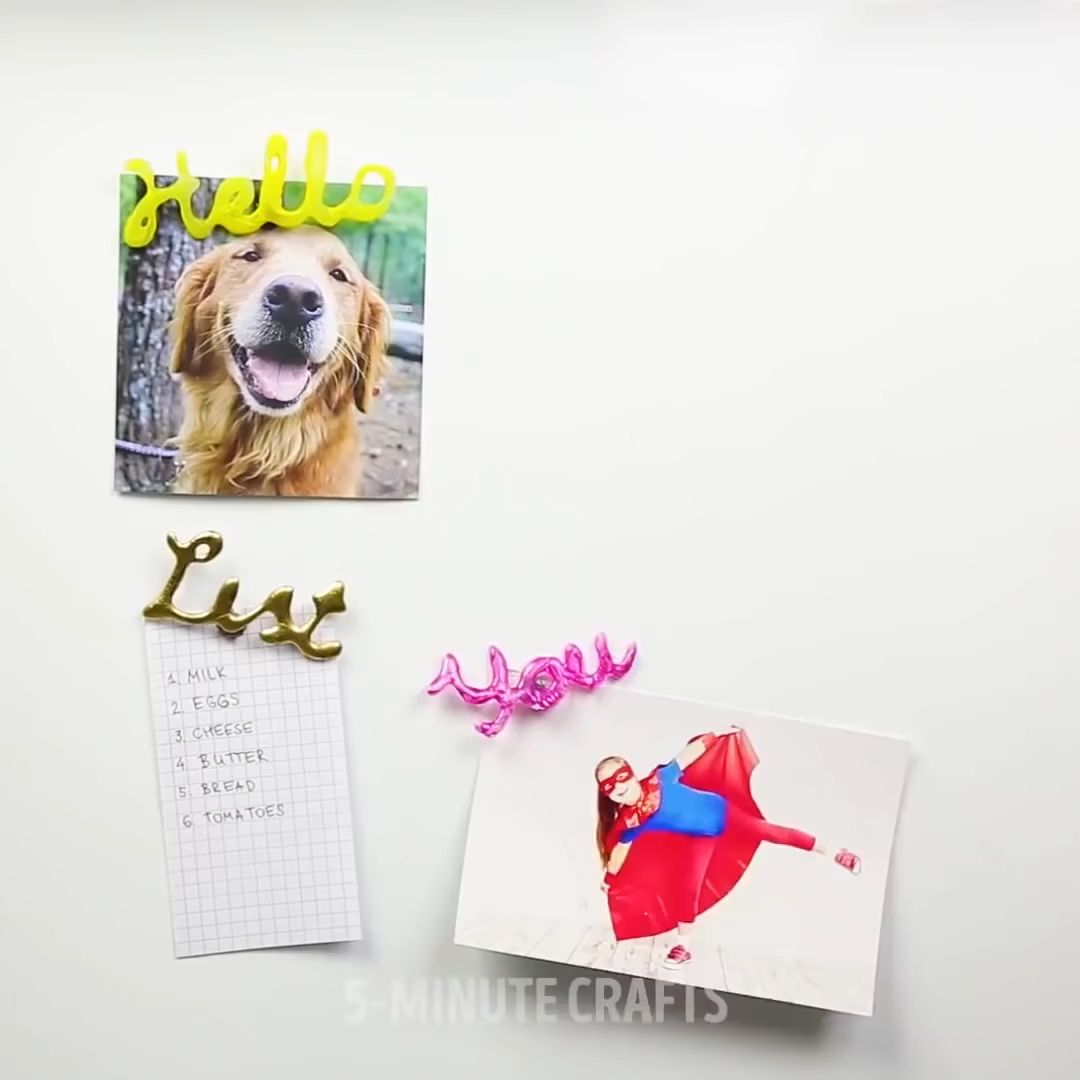 Hello
List
1. MILK
2. EGGS
3. CHEESE
4. BUTTER
5. BREAD
6. TOMATOES
you
5-MINUTE CRAFTS